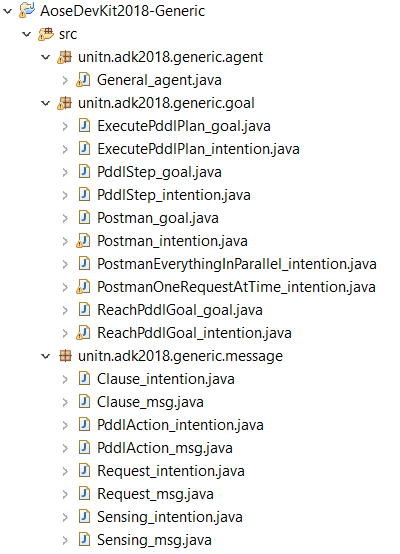 AoseDevKit2018-Generic
src
unitn.adk2018.generic.agent
General_agent.java
unitn.adk2018.generic.goal
ExecutePddlPlan_goal.java
ExecutePddlPlan_intention.java
PddlStep_goal.java
PddlStep_intention.java
Postman_goal.java
Postman_intention.java
PostmanEverythingInParallel_intention.java
PostmanOneRequestAtTime_intention.java
ReachPddlGoal_goal.java
ReachPddlGoal_intention.java
unitn.adk2018.generic.message
Clause_intention.java
Clause_msg.java
PddlAction_intention.java
PddlAction_msg.java
Request_intention.java
Request_msg.java
Sensing_intention.java
Sensing_msg.java